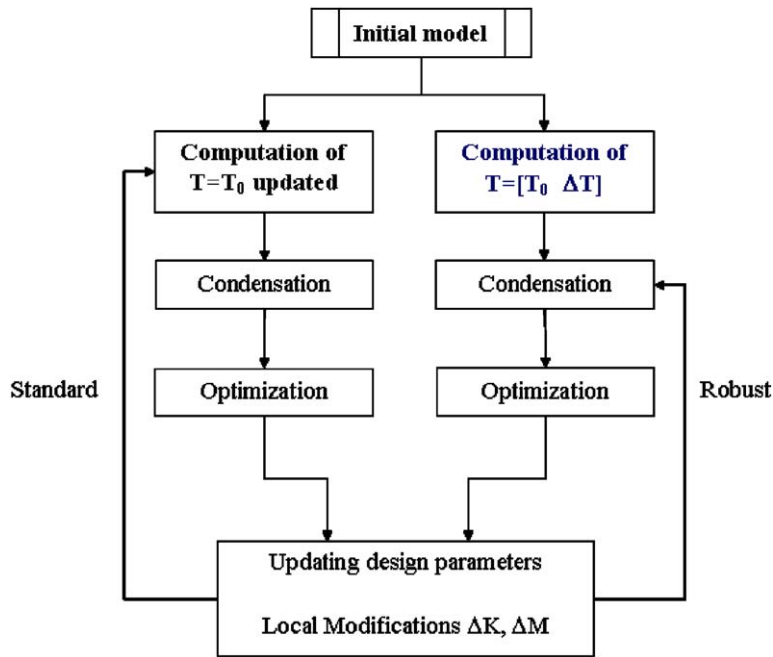 Initial model
Computation of
T=T₀ updated
Computation of
T=[T₀ ΔT]
Condensation
Condensation
Standard
Optimization
Optimization
Robust
Updating design parameters
Local Modifications ΔK, ΔM